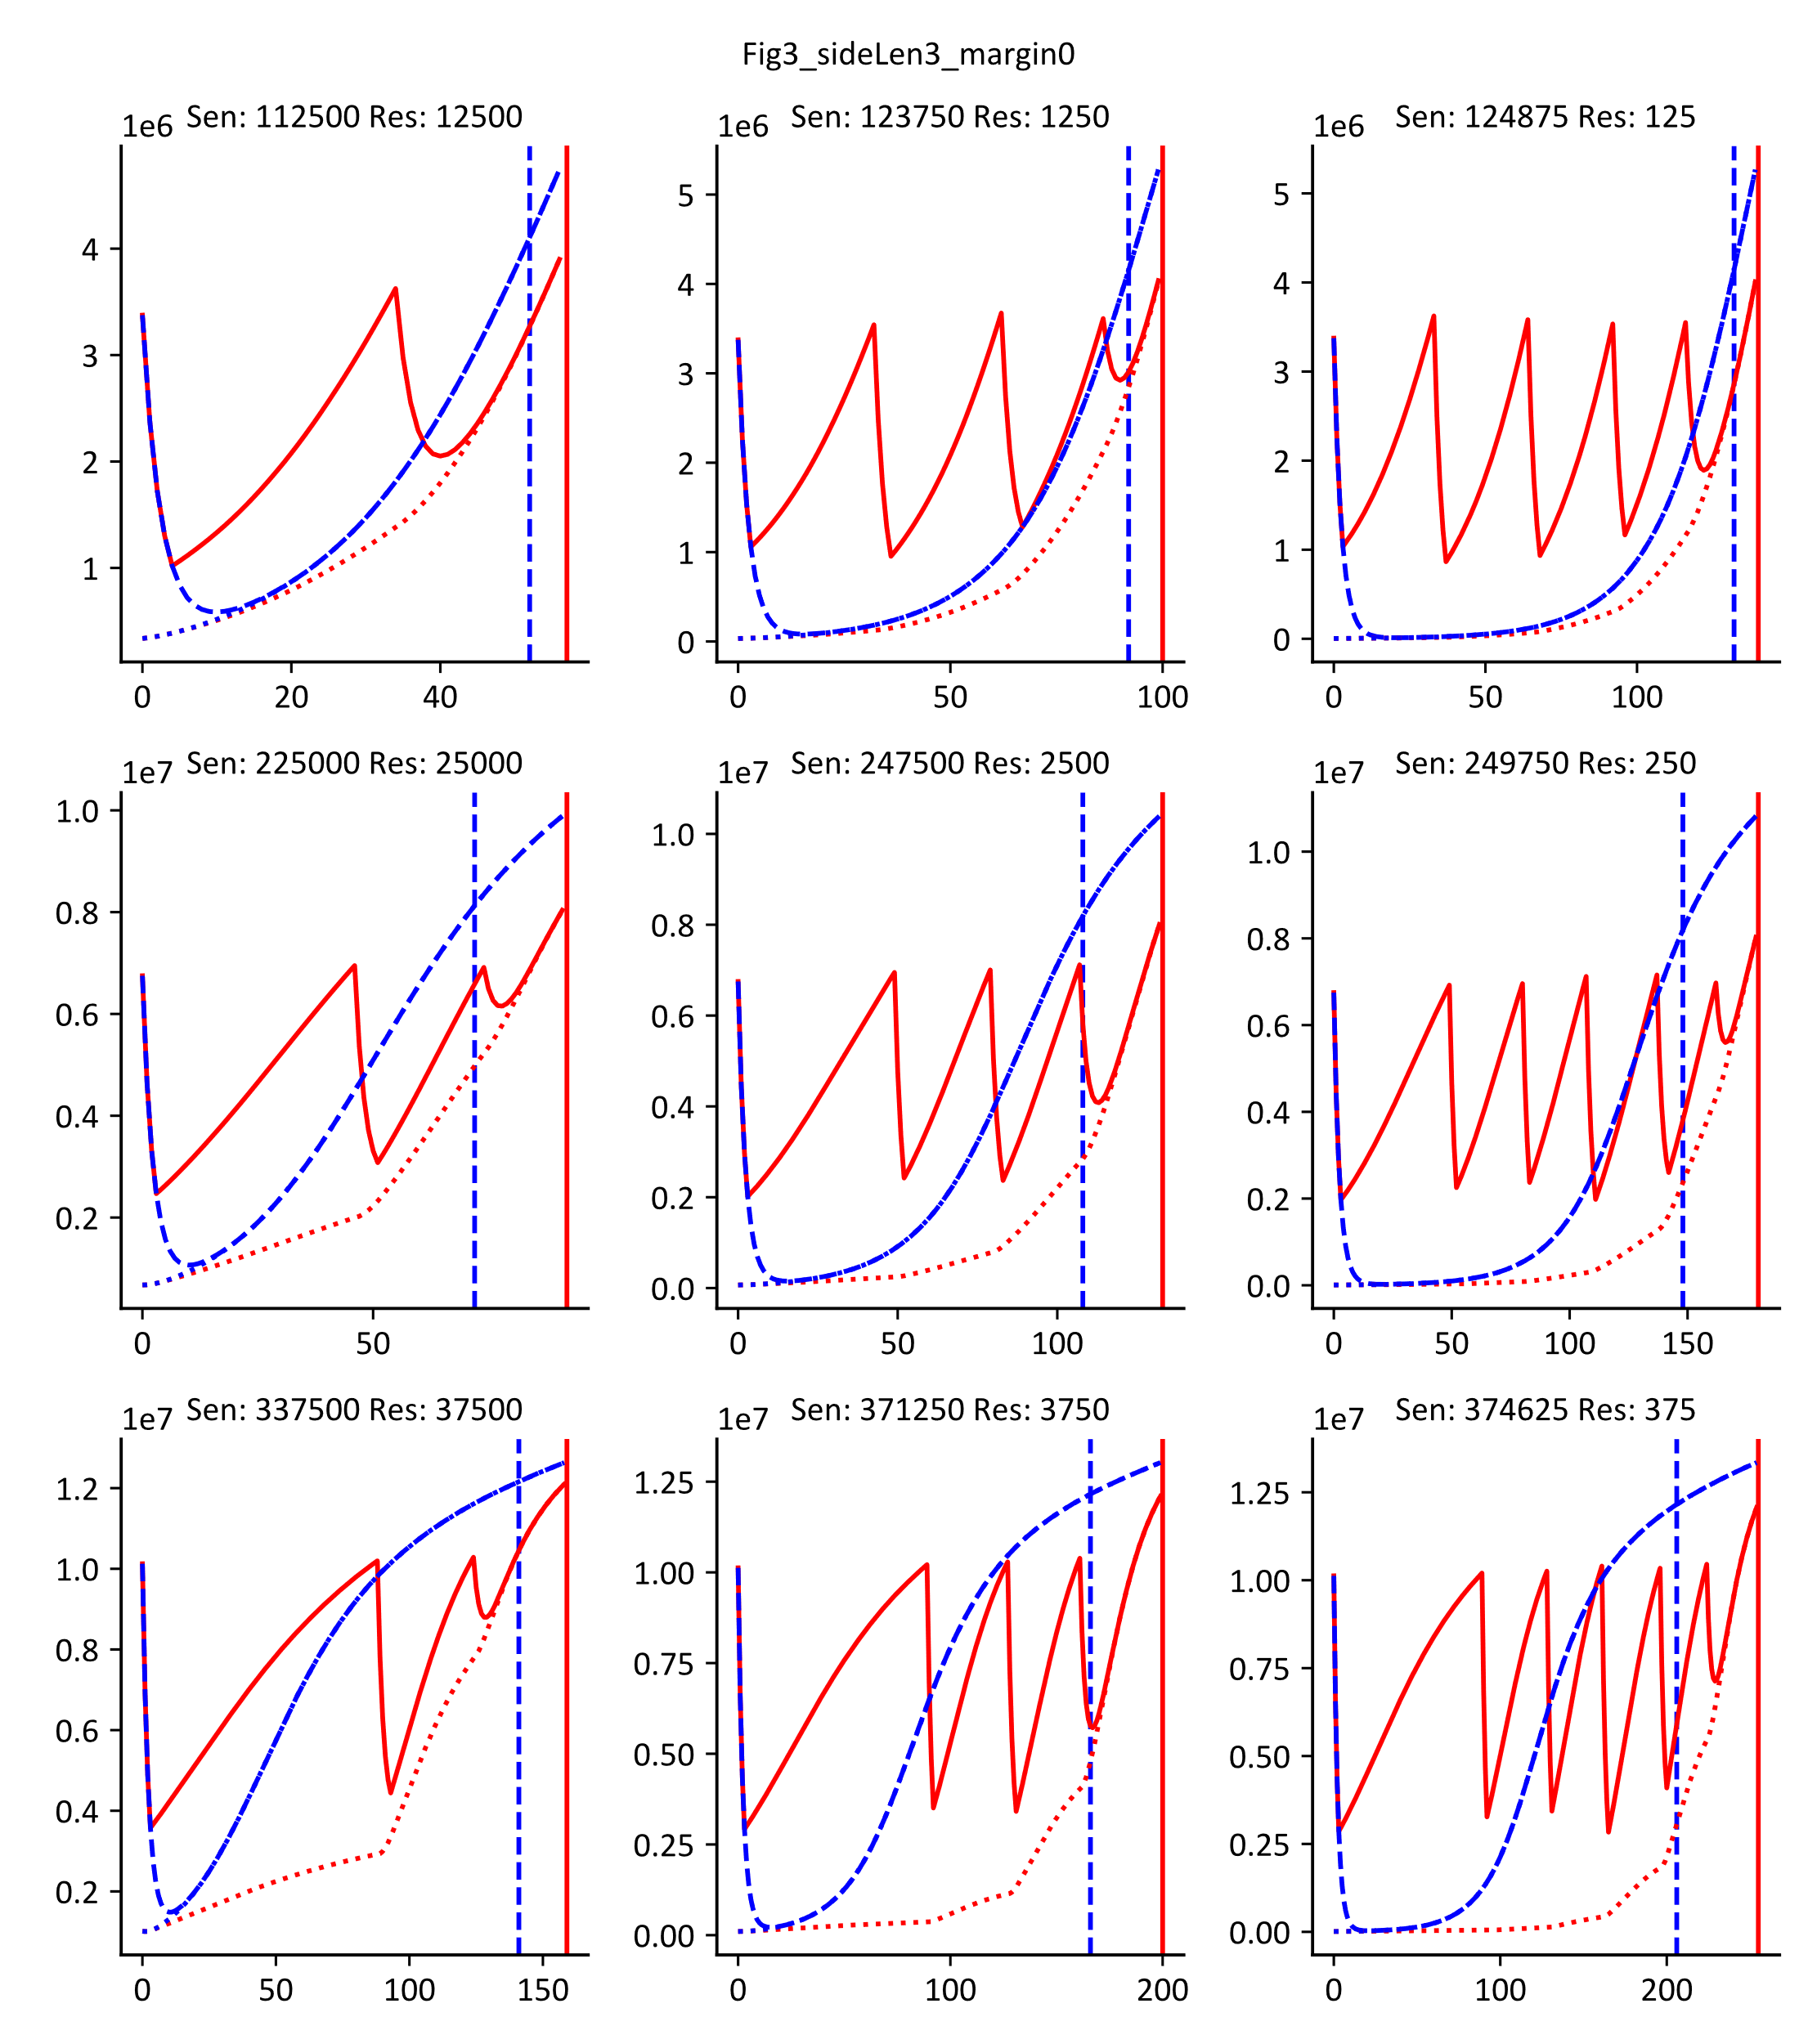 Fig3_sideLen3_margin0
1e6 Sen: 112500 Res: 12500
4
3
2
1
0 20 40
1e6 Sen: 123750 Res: 1250
5
4
3
2
1
0
0 50 100
1e6 Sen: 124875 Res: 125
5
4
3
2
1
0
0 50 100
1e7 Sen: 225000 Res: 25000
1.0
0.8
0.6
0.4
0.2
0 50
1e7 Sen: 247500 Res: 2500
1.0
0.8
0.6
0.4
0.2
0.0
0 50 100
1e7 Sen: 249750 Res: 250
1.0
0.8
0.6
0.4
0.2
0.0
0 50 100 150
1e7 Sen: 337500 Res: 37500
1.2
1.0
0.8
0.6
0.4
0.2
0 50 100 150
1e7 Sen: 371250 Res: 3750
1.25
1.00
0.75
0.50
0.25
0.00
0 100 200
1e7 Sen: 374625 Res: 375
1.25
1.00
0.75
0.50
0.25
0.00
0 100 200